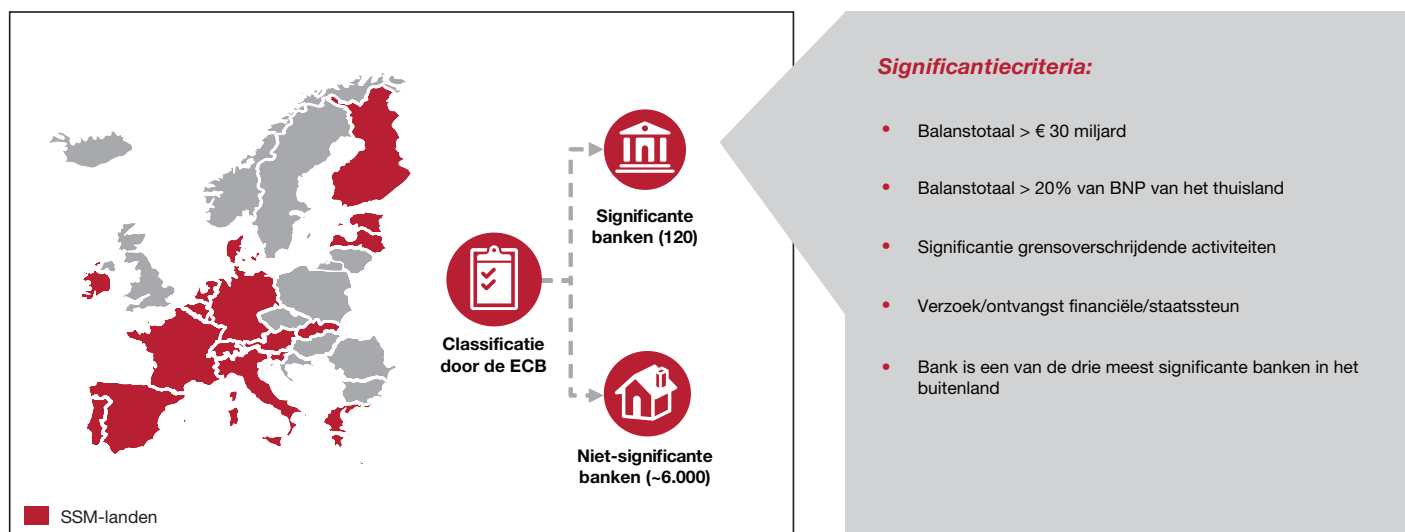 Significantiecriteria:
• Balanstotaal > € 30 miljard
• Balanstotaal > 20% van BNP van het thuisland
• Significantie grensoverschrijdende activiteiten
• Verzoek/ontvangst financiële/staatssteun
• Bank is een van de drie meest significante banken in het
buitenland
Significante
banken (120)
Classificatie
door de ECB
Niet-significante
banken (~6.000)
SSM-landen